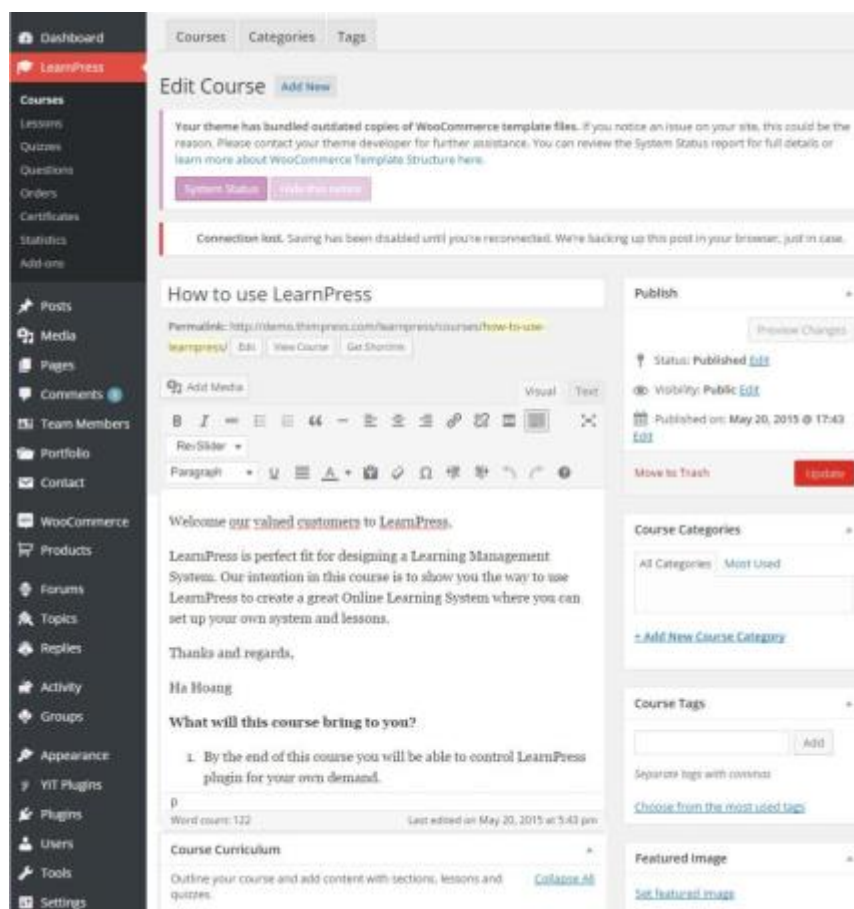 Dashboard
LearnPress
Courses
Lessons
Quizzes
Questions
Orders
Certificates
Statistics
Add-ons
Posts
Media
Pages
Comments
Team Members
Portfolio
Contact
WooCommerce
Products
Forums
Topics
Replies
Activity
Groups
Appearance
YIT Plugins
Plugins
Users
Tools
Settings
Courses Categories Tags
Edit Course Add New
Your theme has bundled outdated copies of WooCommerce template files. If you notice an issue on your site, this could be the
reason. Please contact your theme developer for further assistance. You can review the System Status report for full details or
learn more about WooCommerce Template Structure here.
System Status Hide this notice
Connection lost. Saving has been disabled until you're reconnected. We're backing up this post in your browser, just in case.
How to use LearnPress
Permalink: http://demo.thimpress.com/learnpress/courses/how-to-use-
learnpress/ Edit View Course Get Shortlink
Add Media Visual Text
B I
RevSlider
Paragraph U A Ω
Welcome our valued customers to LearnPress,
LearnPress is perfect fit for designing a Learning Management
System. Our intention in this course is to show you the way to use
LearnPress to create a great Online Learning System where you can
set up your own system and lessons.
Thanks and regards,
Ha Hoang
What will this course bring to you?
1. By the end of this course you will be able to control LearnPress
plugin for your own demand.
p
Word count: 122 Last edited on May 20, 2015 at 5:43 pm
Course Curriculum
Outline your course and add content with sections, lessons and Collapse All
quizzes.
Publish
Preview Changes
Status: Published Edit
Visibility: Public Edit
Published on: May 20, 2015 @ 17:43
Edit
Move to Trash Update
Course Categories
All Categories Most Used
+ Add New Course Category
Course Tags
Add
Separate tags with commas
Choose from the most used tags
Featured Image
Set featured image